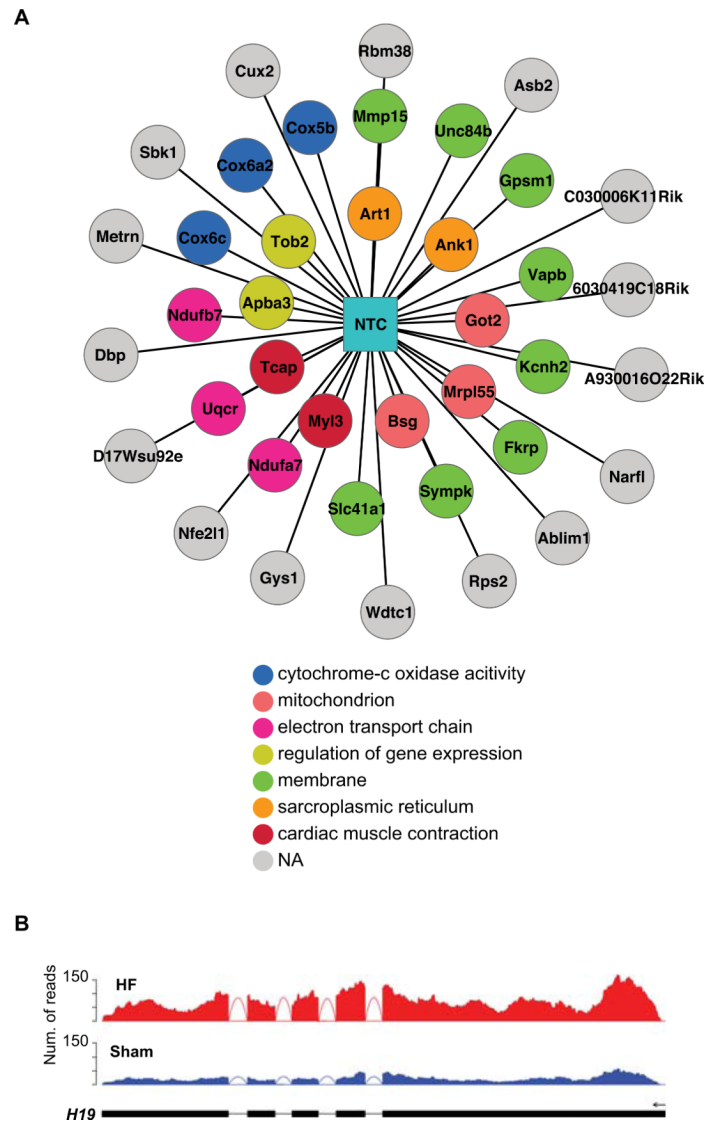 A
Rbm38
Cux2
Asb2
Cox5b
Mmp15
Unc84b
Sbk1
Cox6a2
Gpsm1
C030006K11Rik
Art1
Metrn
Cox6c
Tob2
Ank1
Vapb
6030419C18Rik
Ndufb7
Apba3
NTC
Got2
Dbp
Tcap
Kcnh2
A930016O22Rik
Uqcr
Myl3
Bsg
Mrpl55
D17Wsu92e
Ndufa7
Fkrp
Narfl
Slc41a1
Sympk
Nfe2l1
Ablim1
Gys1
Rps2
Wdtc1
cytochrome-c oxidase acitivity
mitochondrion
electron transport chain
regulation of gene expression
membrane
sarcroplasmic reticulum
cardiac muscle contraction
NA
B
Num. of reads
150
HF
150
Sham
H19